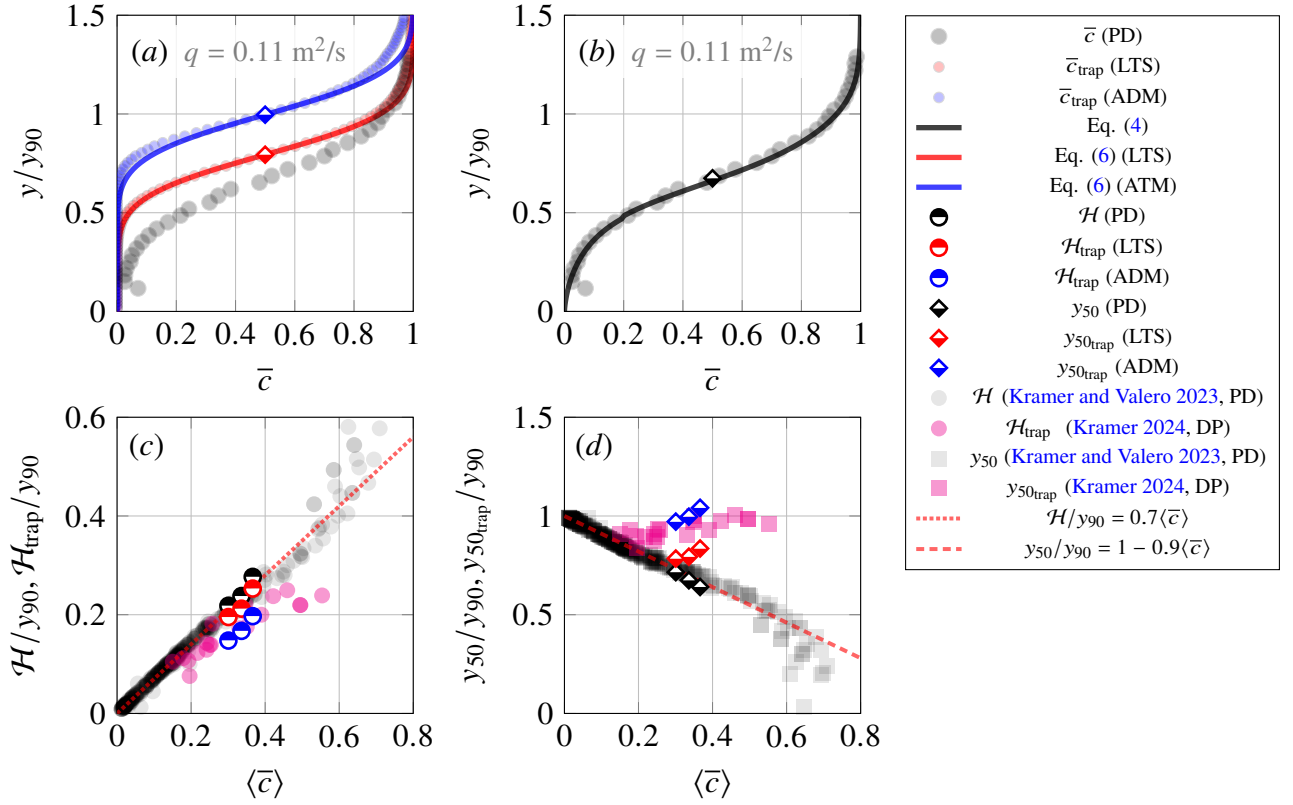 1.5
1
0.5
0
y/y90
(a) q = 0.11 m²/s
0 0.2 0.4 0.6 0.8 1
c̅
1.5
1
0.5
0
y/y90
(b) q = 0.11 m²/s
0 0.2 0.4 0.6 0.8 1
c̅
0.6
0.4
0.2
0
ℋ/y90, ℋtrap/y90
(c)
0 0.2 0.4 0.6 0.8
⟨c̅⟩
1.5
1
0.5
0
y50/y90, y50trap/y90
(d)
0 0.2 0.4 0.6 0.8
⟨c̅⟩
c̅ (PD)
c̅trap (LTS)
c̅trap (ADM)
Eq. (4)
Eq. (6) (LTS)
Eq. (6) (ATM)
ℋ (PD)
ℋtrap (LTS)
ℋtrap (ADM)
y50 (PD)
y50trap (LTS)
y50trap (ADM)
ℋ (Kramer and Valero 2023, PD)
ℋtrap (Kramer 2024, DP)
y50 (Kramer and Valero 2023, PD)
y50trap (Kramer 2024, DP)
ℋ/y90 = 0.7⟨c̅⟩
y50/y90 = 1 − 0.9⟨c̅⟩